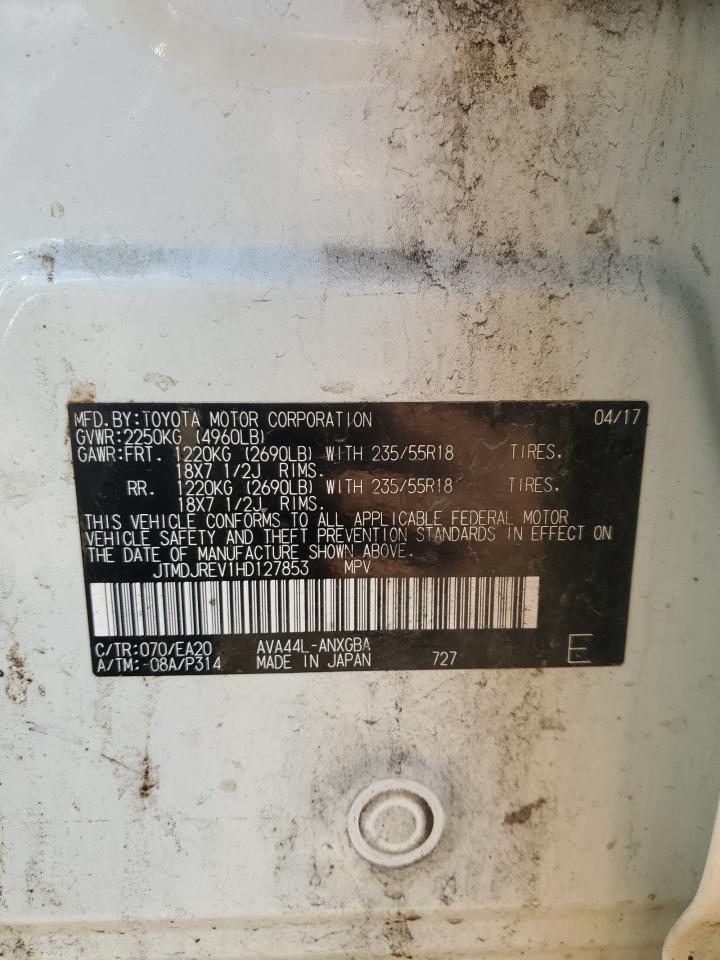 MFD.BY:TOYOTA MOTOR CORPORATION 04/17
GVWR:2250KG (4960LB)
GAWR:FRT. 1220KG (2690LB) WITH 235/55R18 TIRES.
18X7 1/2J RIMS.
RR. 1220KG (2690LB) WITH 235/55R18 TIRES.
18X7 1/2J RIMS.
THIS VEHICLE CONFORMS TO ALL APPLICABLE FEDERAL MOTOR
VEHICLE SAFETY AND THEFT PREVENTION STANDARDS IN EFFECT ON
THE DATE OF MANUFACTURE SHOWN ABOVE.
JTMDJREV1HD127853 MPV
C/TR:070/EA20 AVA44L-ANXGBA
A/TM:-08A/P314 MADE IN JAPAN 727 E